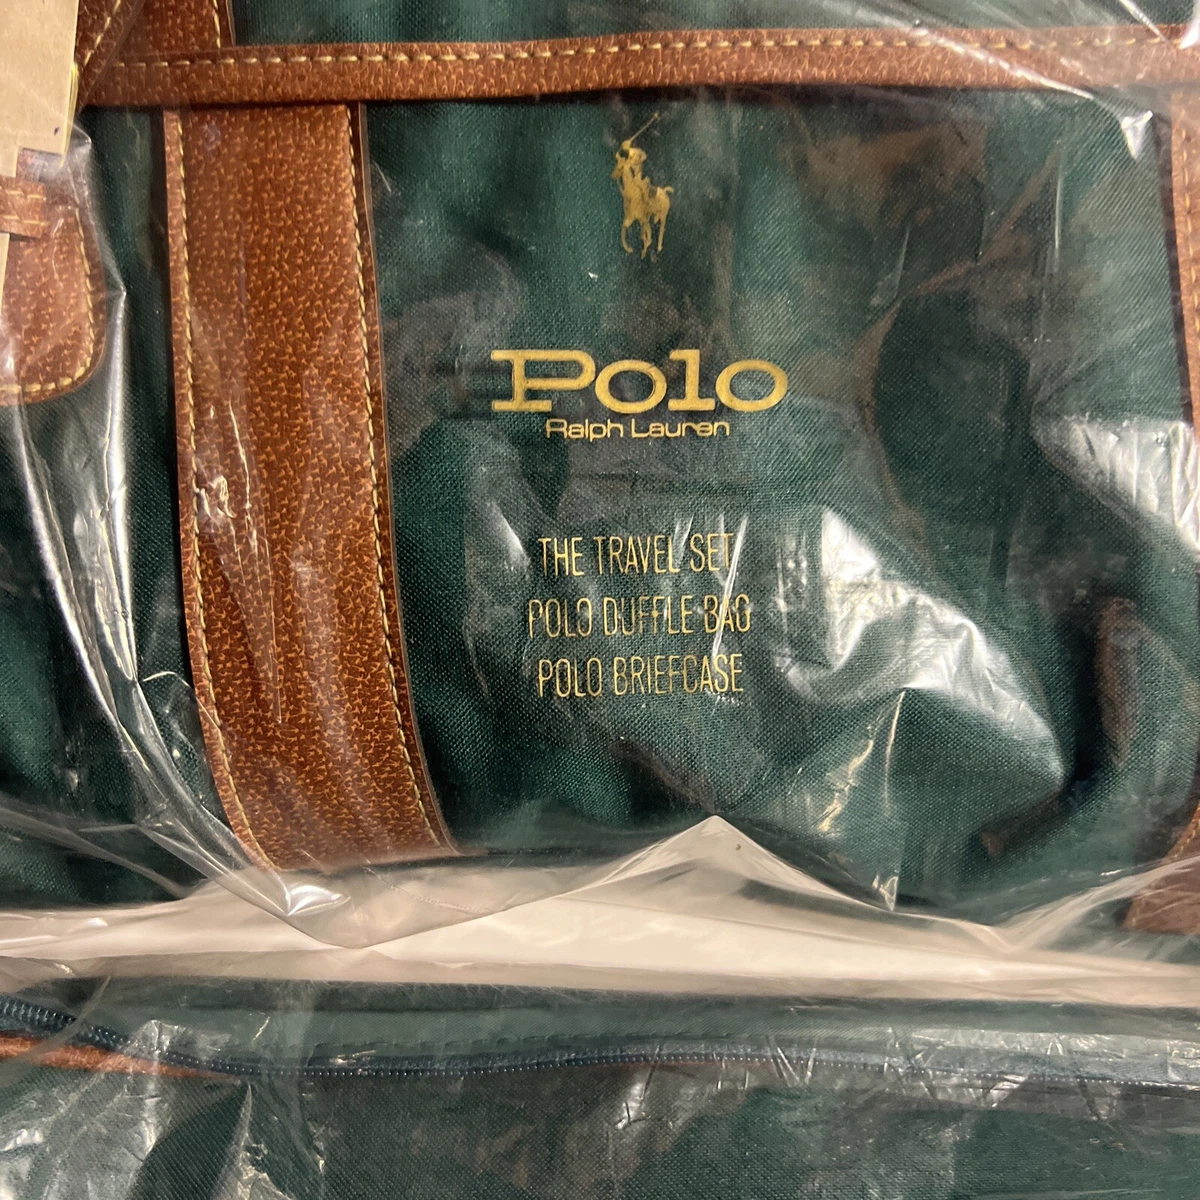 Polo
Ralph Lauren
THE TRAVEL SET
POLO DUFFLE BAG
POLO BRIEFCASE